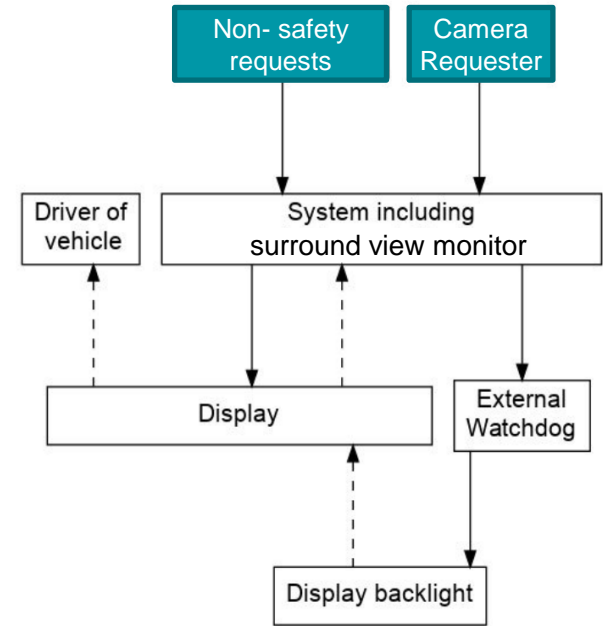 Non- safety
requests
Camera
Requester
Driver of
vehicle
System including
surround view monitor
Display
External
Watchdog
Display backlight